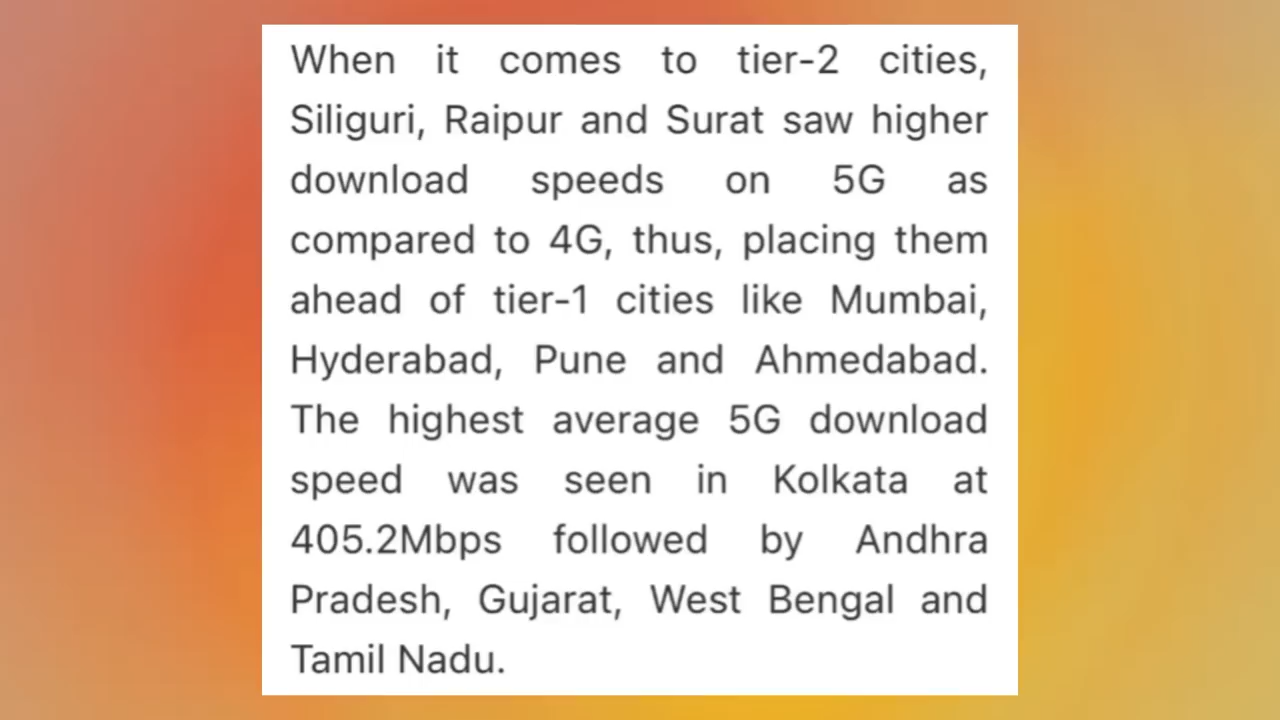 When it comes to tier-2 cities,
Siliguri, Raipur and Surat saw higher
download speeds on 5G as
compared to 4G, thus, placing them
ahead of tier-1 cities like Mumbai,
Hyderabad, Pune and Ahmedabad.
The highest average 5G download
speed was seen in Kolkata at
405.2Mbps followed by Andhra
Pradesh, Gujarat, West Bengal and
Tamil Nadu.